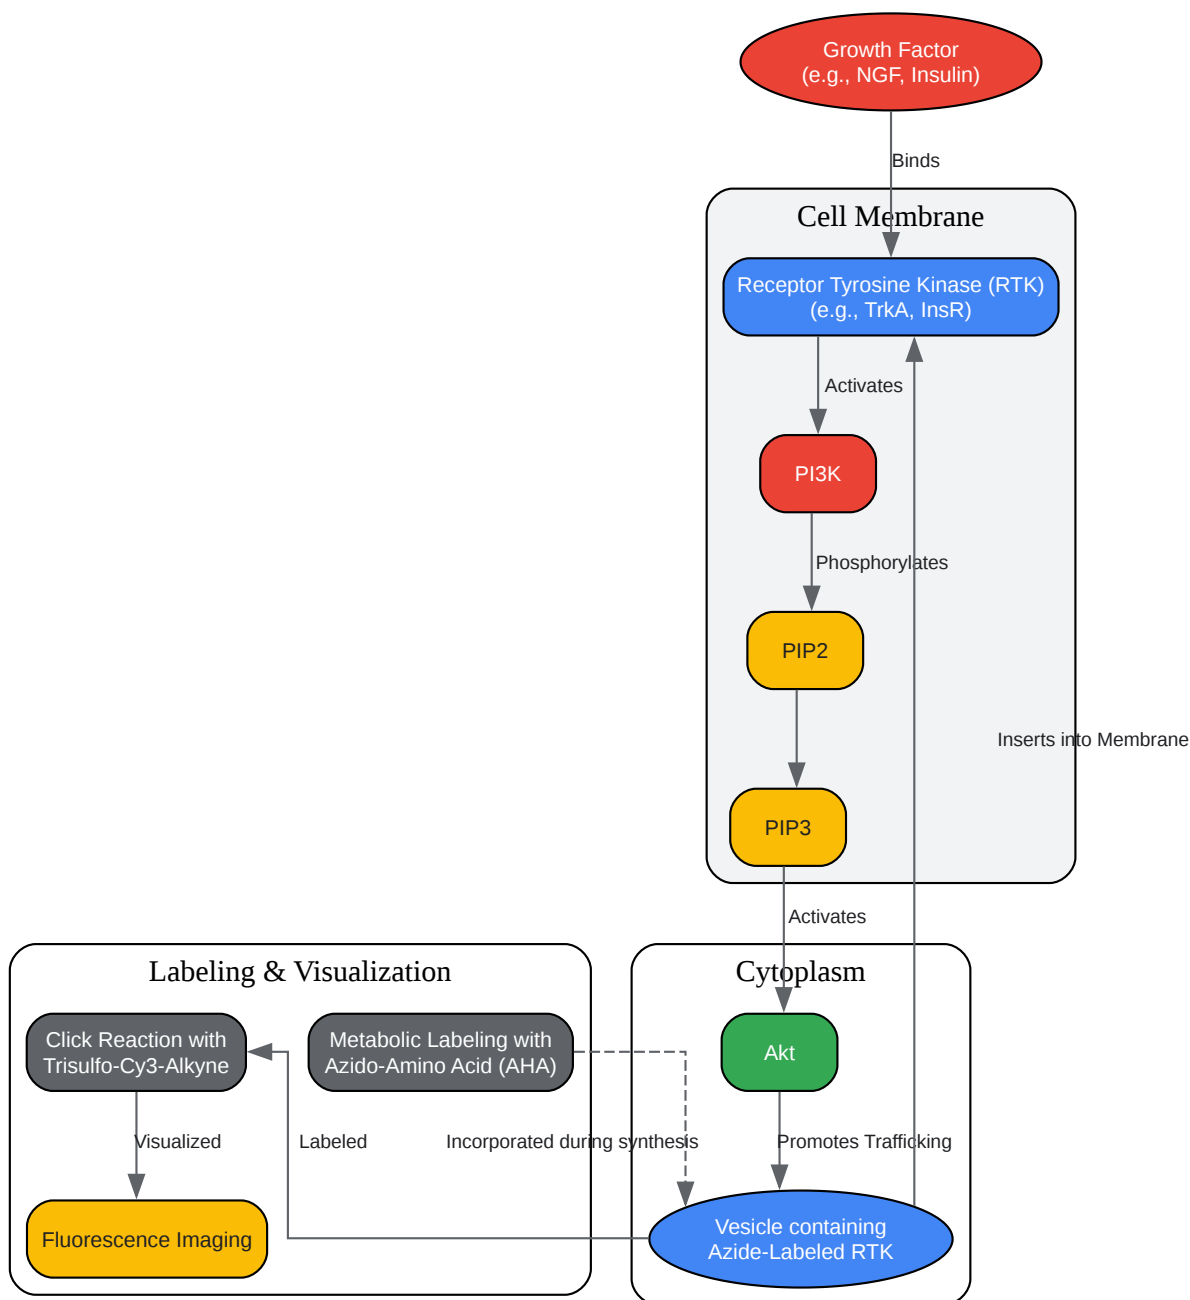 Growth Factor
(e.g., NGF, Insulin)
Binds
Cell Membrane
Receptor Tyrosine Kinase (RTK)
(e.g., TrkA, InsR)
Activates
PI3K
Phosphorylates
PIP2
Inserts into Membrane
PIP3
Activates
Labeling & Visualization
Cytoplasm
Click Reaction with
Trisulfo-Cy3-Alkyne
Metabolic Labeling with
Azido-Amino Acid (AHA)
Akt
Visualized
Labeled
Incorporated during synthesis
Promotes Trafficking
Fluorescence Imaging
Vesicle containing
Azide-Labeled RTK